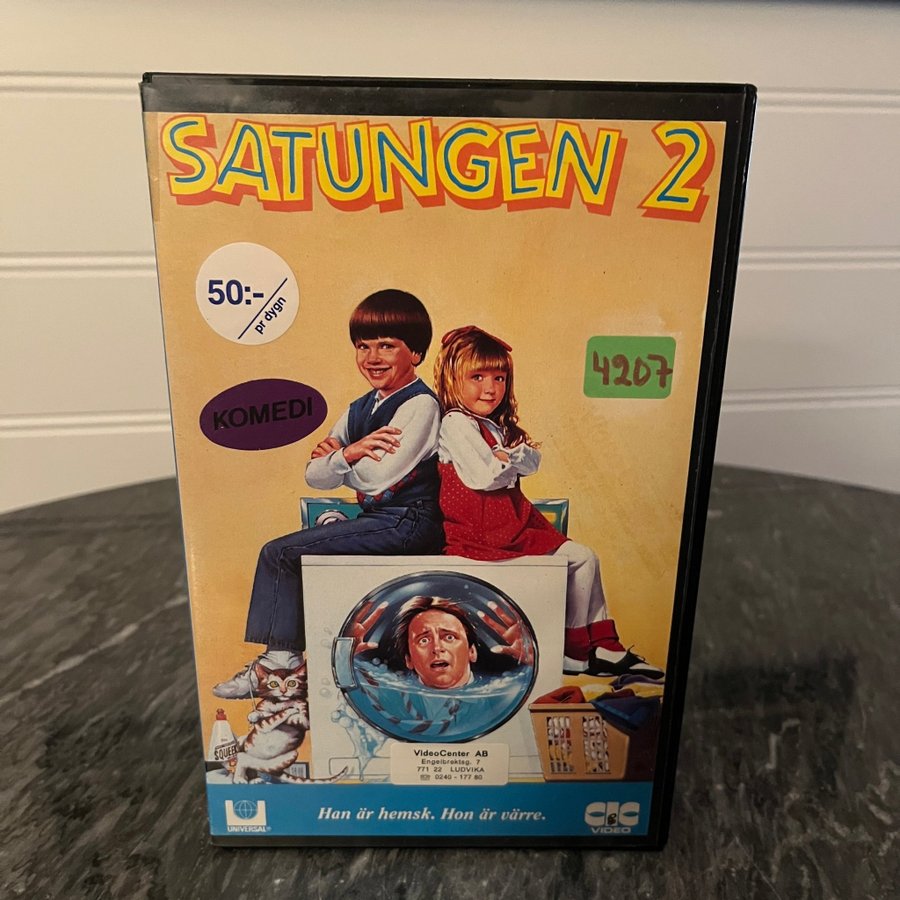 SATUNGEN 2
50:-
pr dygn
4207
KOMEDI
SQUEE
VideoCenter AB
Engelbrektsg. 7
771 22 LUDVIKA
☎ 0240 - 177 80
UNIVERSAL®
Han är hemsk. Hon är värre.
CIC
VIDEO